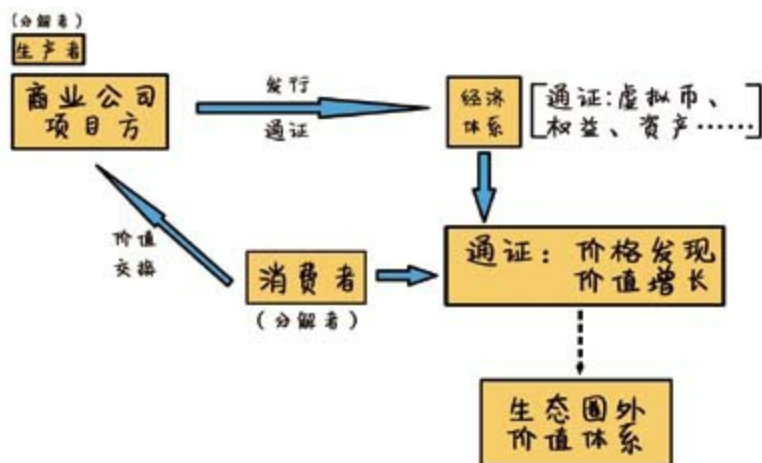 (分解者)
生产者
商业公司
项目方
发行
通证
经济
体系
通证:虚拟币、
权益、资产……
价值
交换
消费者
(分解者)
通证：价格发现
价值增长
生态圈外
价值体系